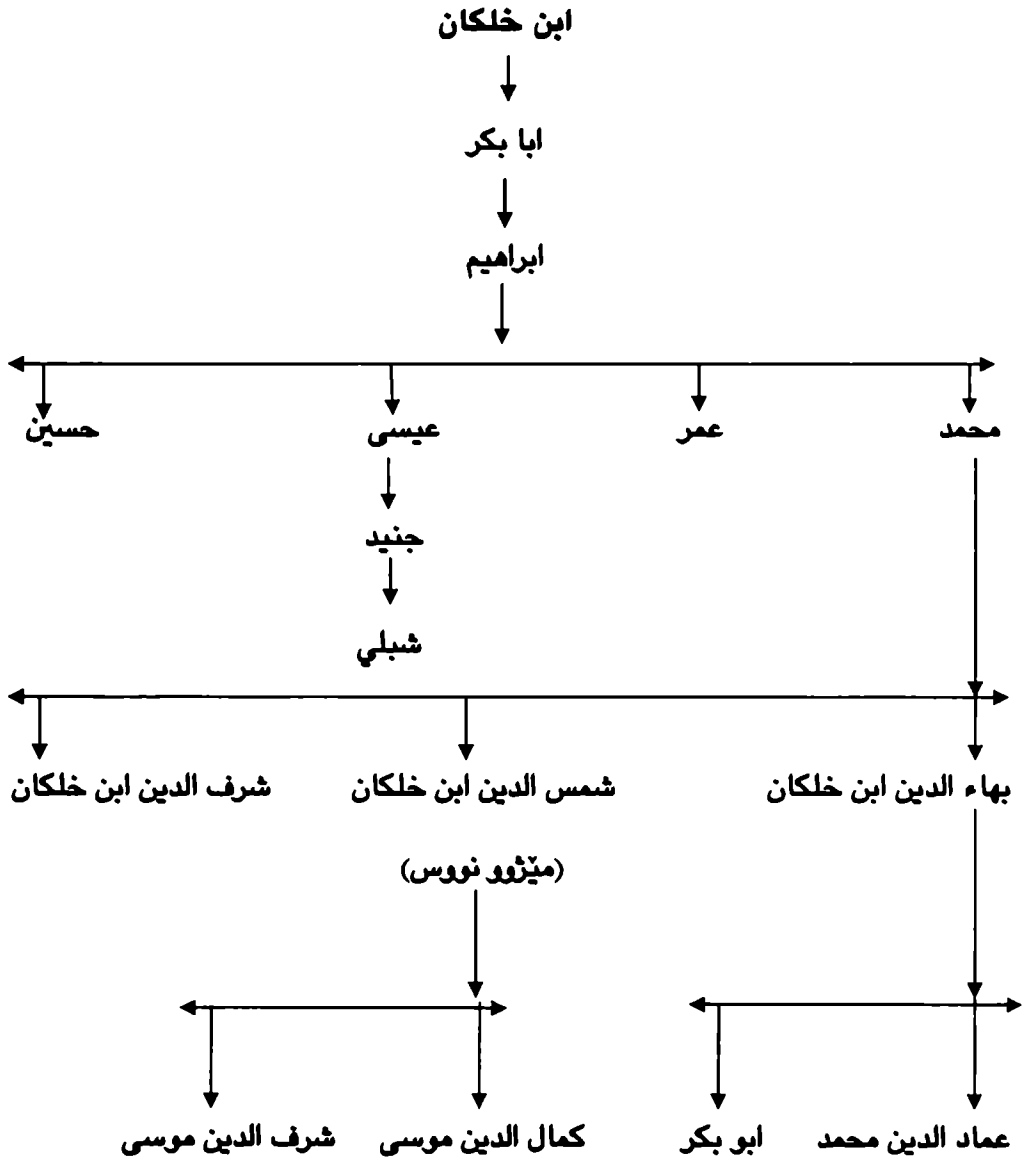 ابن خلكان
ابا بكر
ابراهيم
محمد عمر عيسى حسين
جنيد
شبلي
بهاء الدين ابن خلكان شمس الدين ابن خلكان شرف الدين ابن خلكان
(مێژوو نووس)
عماد الدين محمد ابو بكر كمال الدين موسى شرف الدين موسى